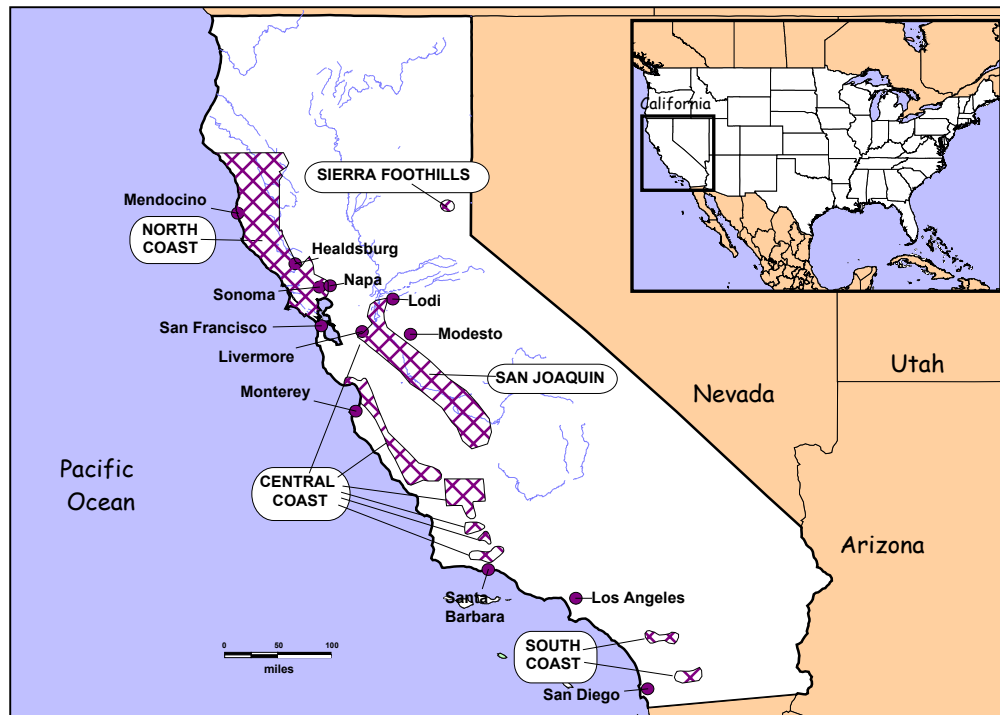 California
SIERRA FOOTHILLS
Mendocino
NORTH
COAST
Healdsburg
Napa
Sonoma
Lodi
San Francisco
Modesto
Livermore
SAN JOAQUIN
Utah
Nevada
Monterey
Pacific
Ocean
CENTRAL
COAST
Arizona
Santa
Barbara
Los Angeles
SOUTH
COAST
San Diego
0 50 100
miles